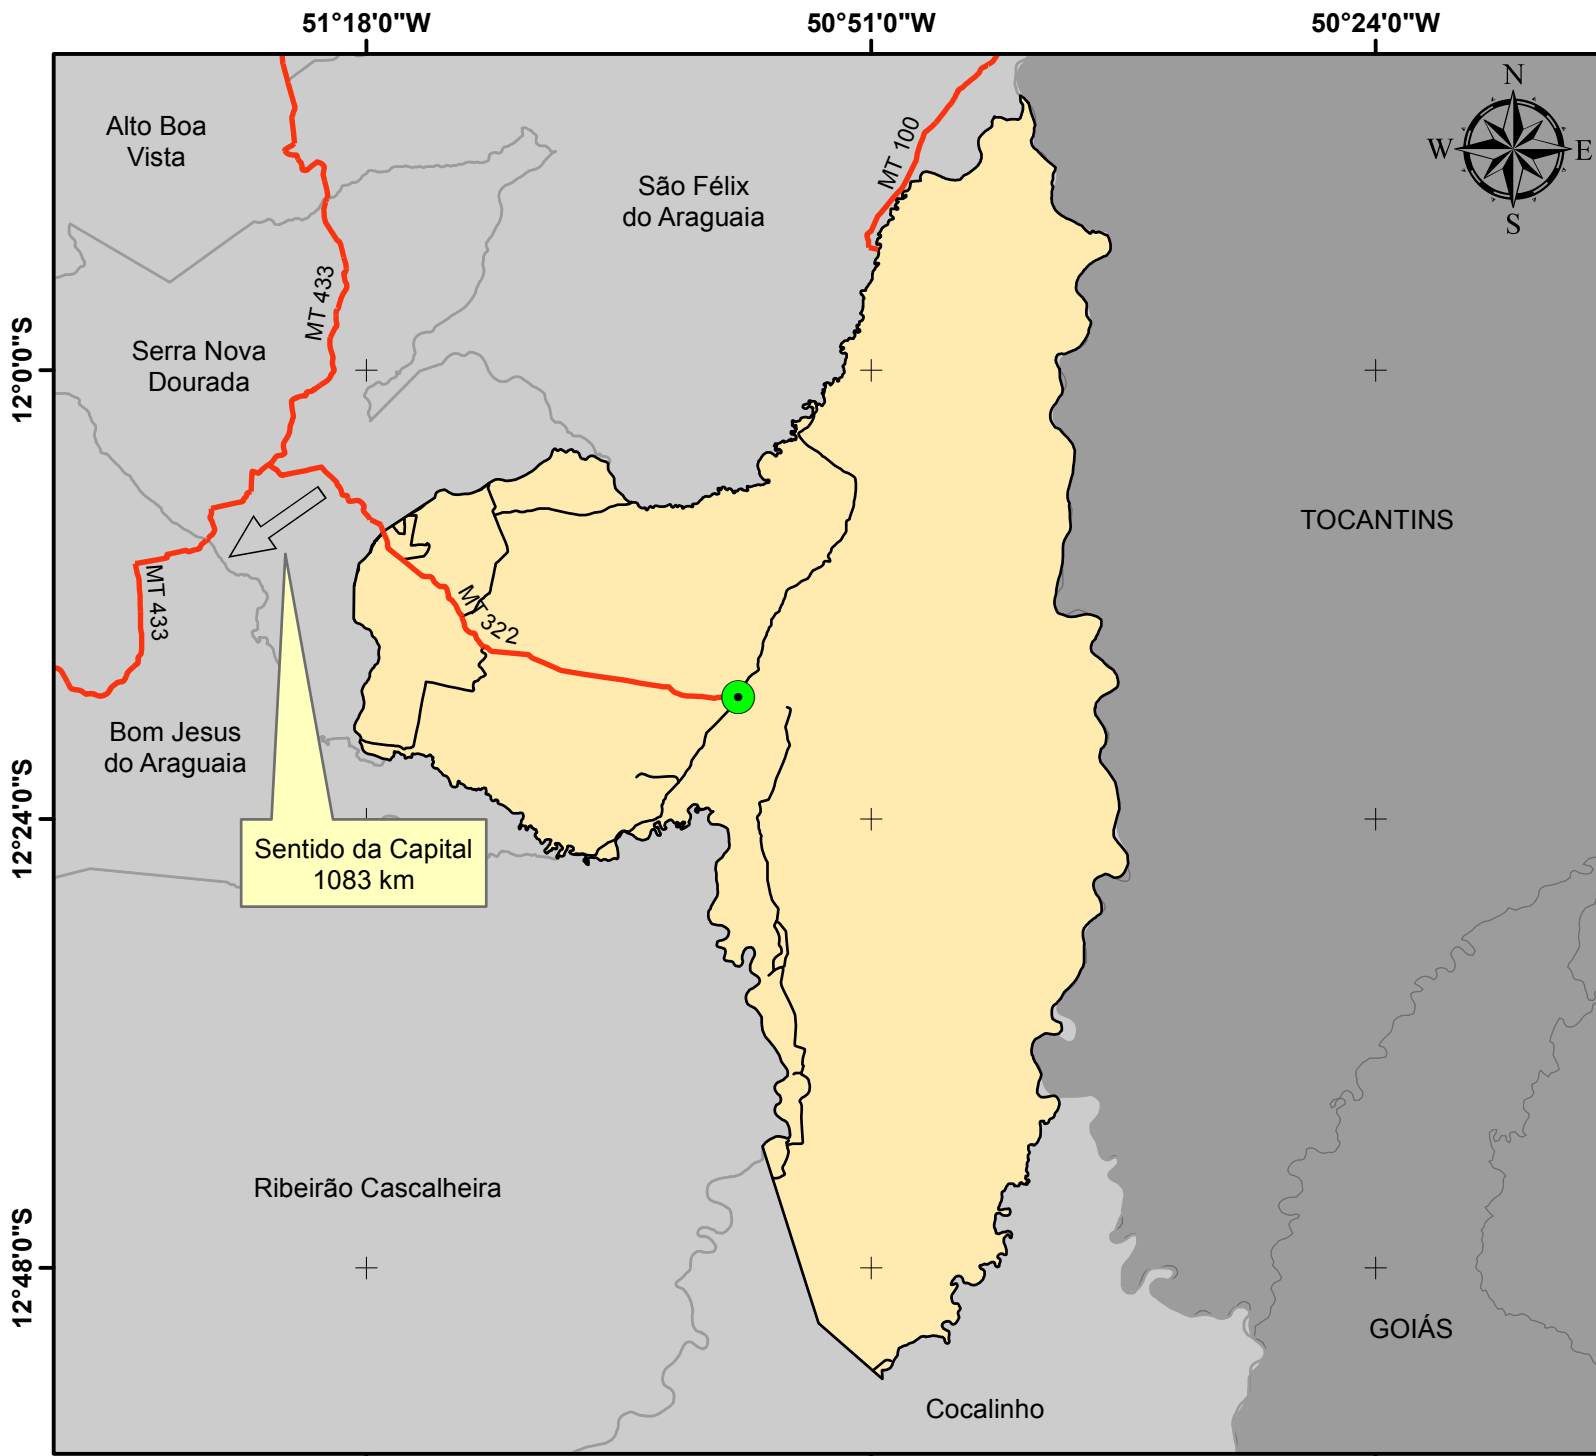 51°18'0"W
50°51'0"W
50°24'0"W
N
W
E
S
Alto Boa
Vista
São Félix
do Araguaia
MT 100
MT 433
Serra Nova
Dourada
12°0'0"S
TOCANTINS
MT 433
MT 322
Bom Jesus
do Araguaia
12°24'0"S
Sentido da Capital
1083 km
Ribeirão Cascalheira
12°48'0"S
GOIÁS
Cocalinho